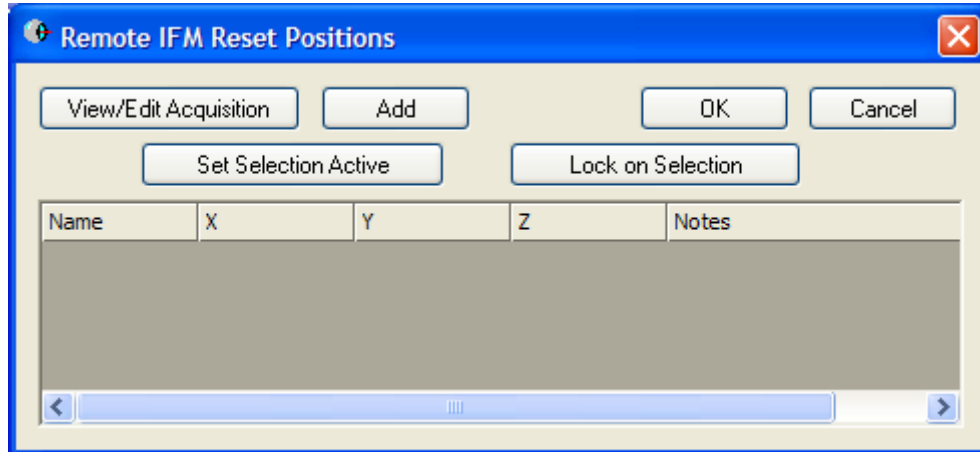 Remote IFM Reset Positions
View/Edit Acquisition Add OK Cancel
Set Selection Active Lock on Selection
Name X Y Z Notes